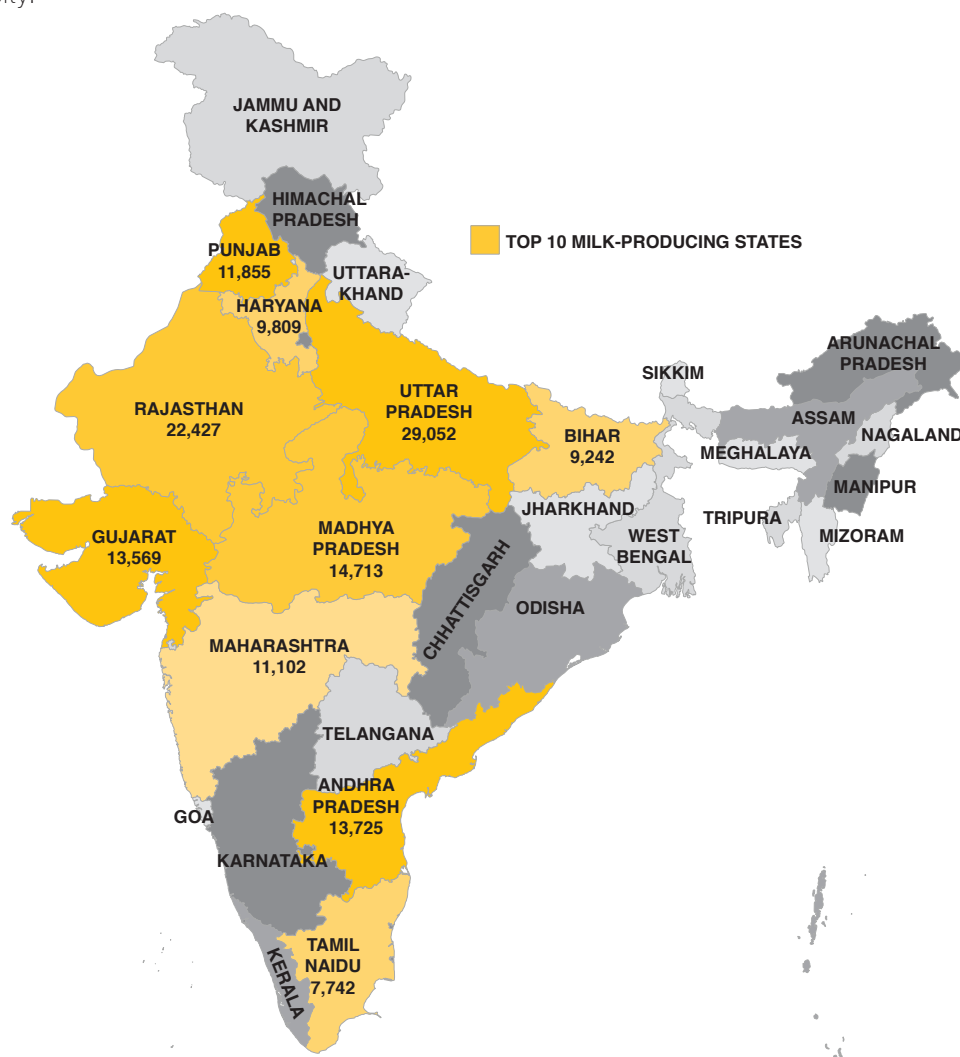 JAMMU AND
KASHMIR
HIMACHAL
PRADESH
PUNJAB
11,855
TOP 10 MILK-PRODUCING STATES
UTTARA-
KHAND
HARYANA
9,809
ARUNACHAL
PRADESH
SIKKIM
UTTAR
PRADESH
29,052
RAJASTHAN
22,427
ASSAM
BIHAR
9,242
NAGALAND
MEGHALAYA
MANIPUR
JHARKHAND
TRIPURA
MIZORAM
GUJARAT
13,569
MADHYA
PRADESH
14,713
WEST
BENGAL
CHHATTISGARH
ODISHA
MAHARASHTRA
11,102
TELANGANA
ANDHRA
PRADESH
13,725
GOA
KARNATAKA
TAMIL
NAIDU
7,742
KERALA